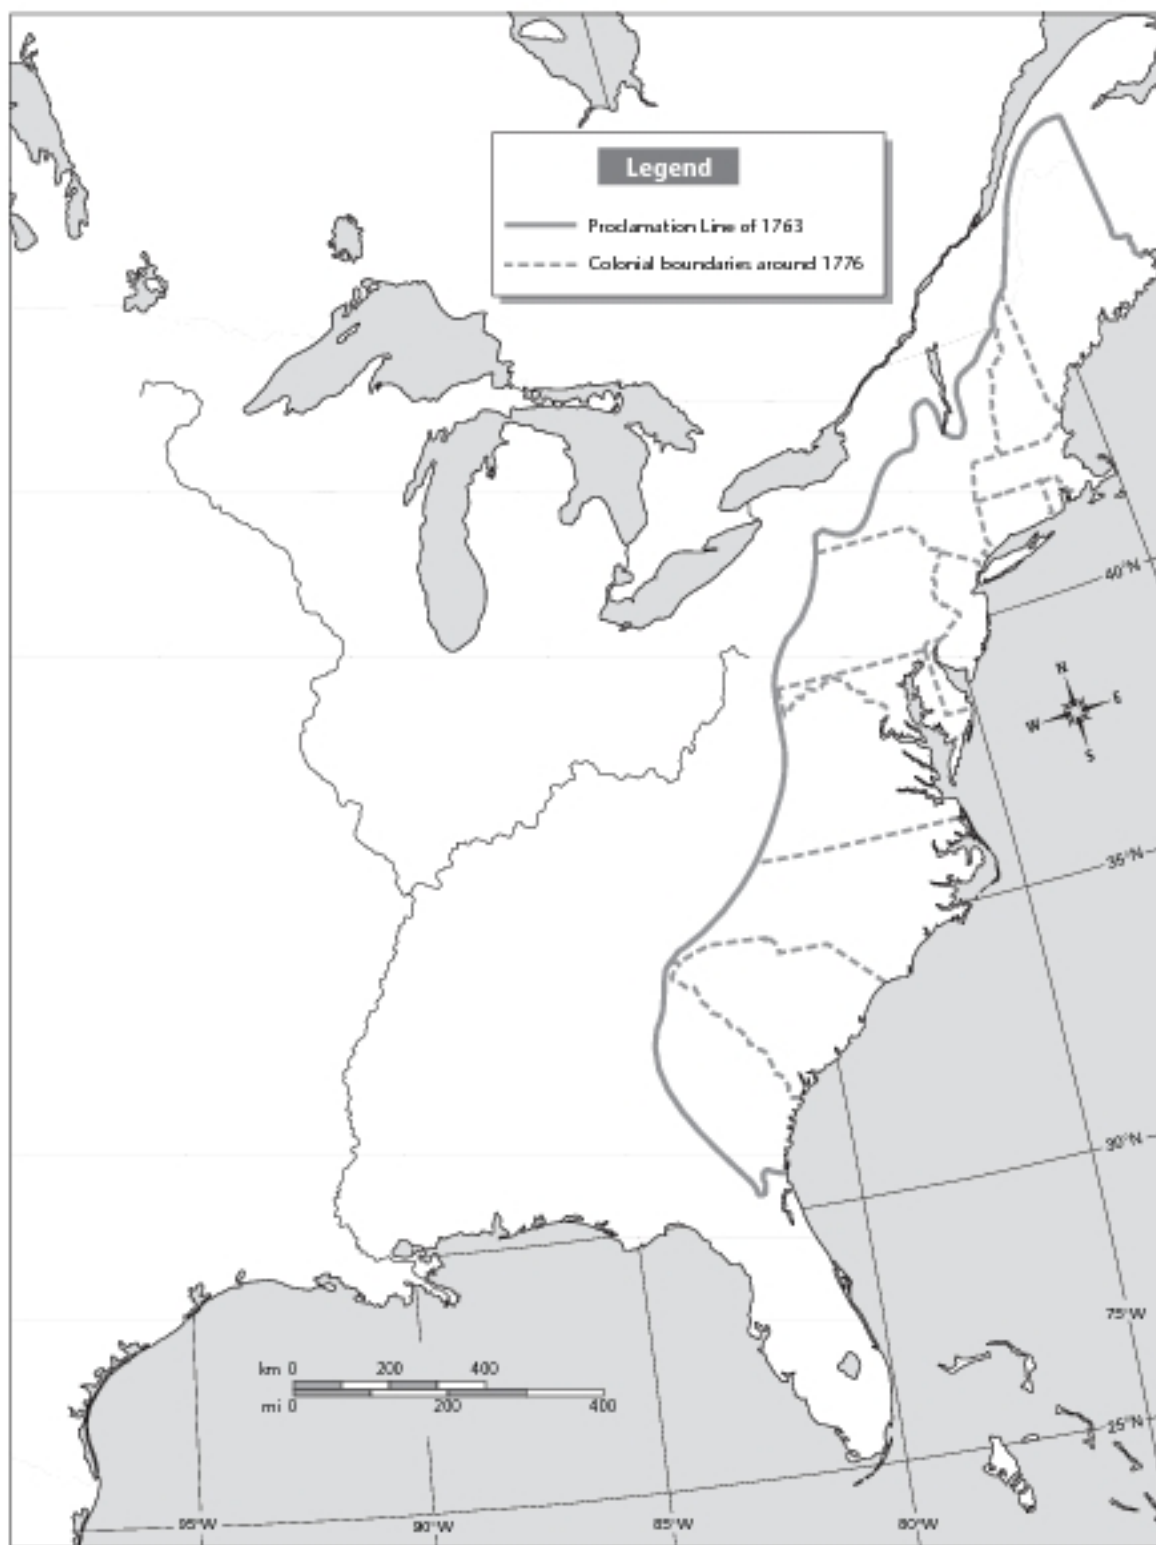 Legend
Proclamation Line of 1763
Colonial boundaries around 1776
40°N
N
W E
S
35°N
30°N
75°W
km 0 200 400
mi 0 200 400
25°N
95°W 90°W 85°W 80°W